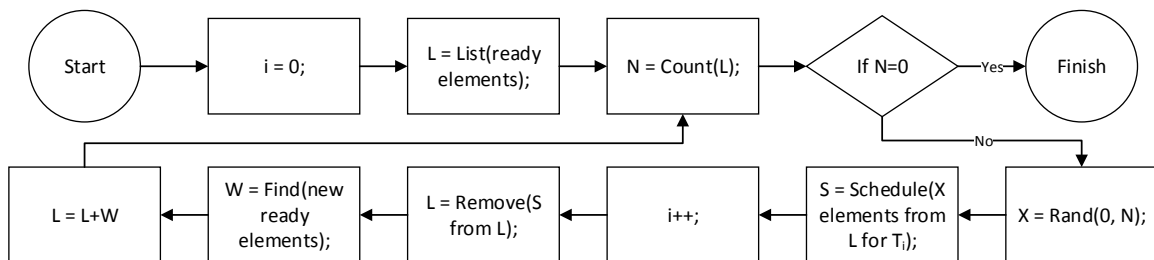 Start
i = 0;
L = List(ready
elements);
N = Count(L);
If N=0
Yes
Finish
No
L = L+W
W = Find(new
ready
elements);
L = Remove(S
from L);
i++;
S = Schedule(X
elements from
L for Tᵢ);
X = Rand(0, N);